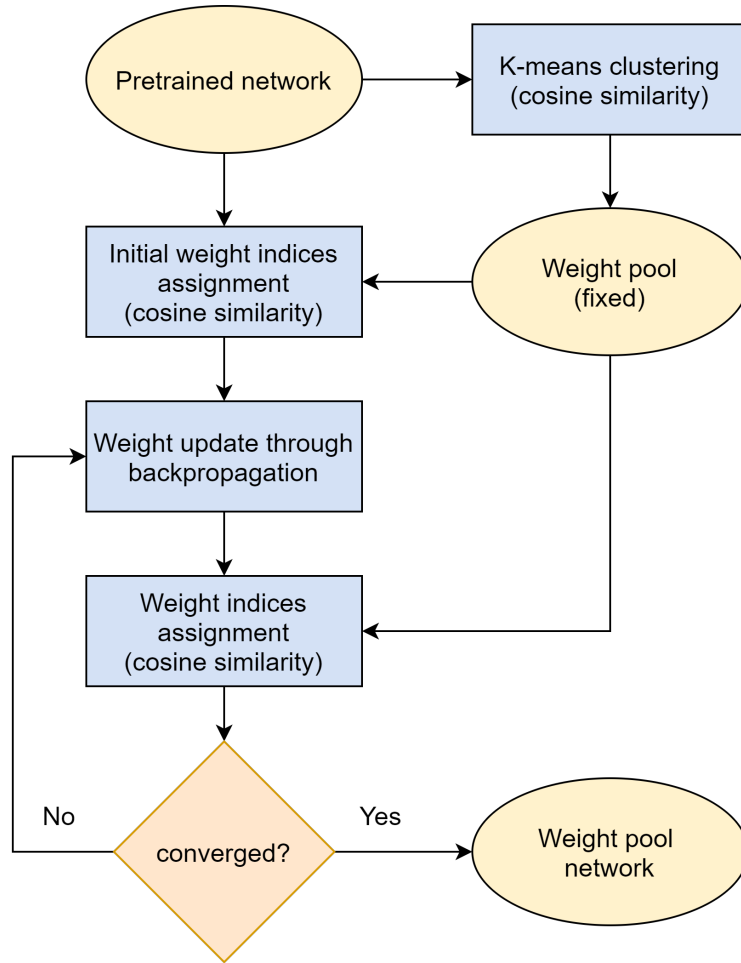 Pretrained network
K-means clustering
(cosine similarity)
Initial weight indices
assignment
(cosine similarity)
Weight pool
(fixed)
Weight update through
backpropagation
Weight indices
assignment
(cosine similarity)
No
converged?
Yes
Weight pool
network